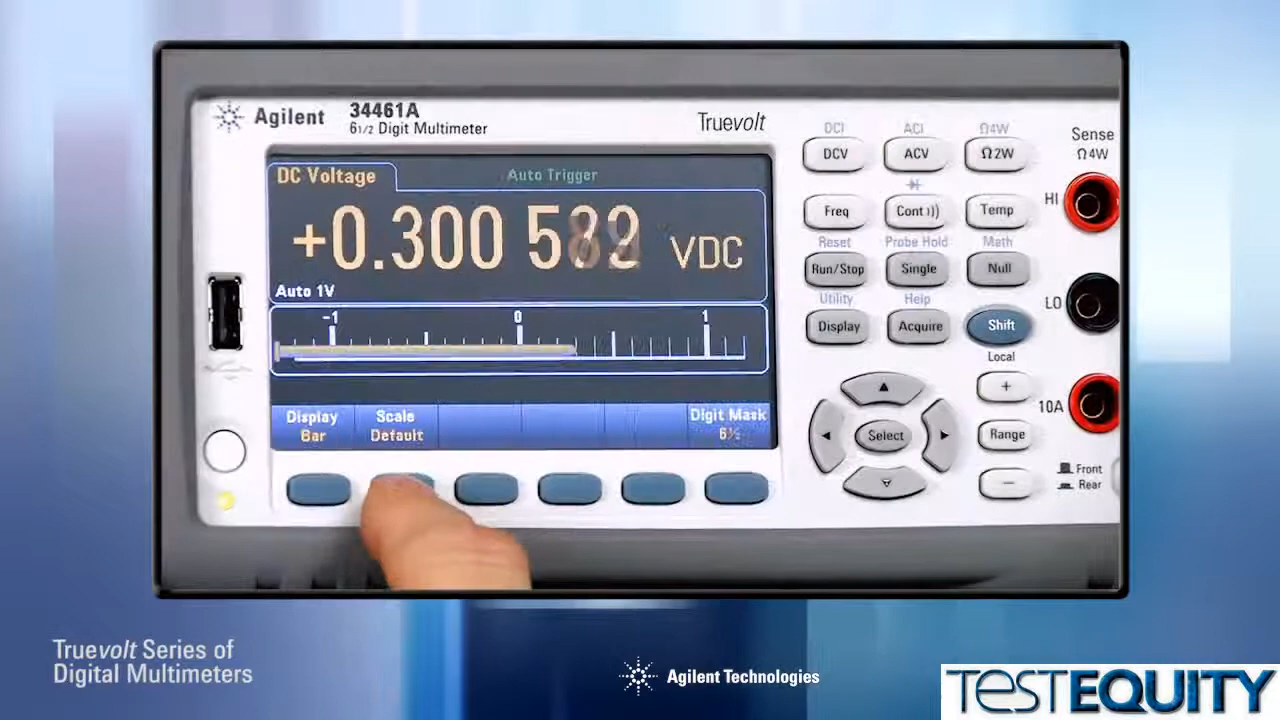 Agilent
34461A
6 1/2 Digit Multimeter
Truevolt
DC Voltage
Auto Trigger
+0.300 5 VDC
Auto 1V
-1 0 1
Display
Bar
Scale
Default
Digit Mask
6½
DCI
DCV
ACI
ACV
Ω4W
Ω2W
Freq
Cont )))
Temp
Reset
Run/Stop
Probe Hold
Single
Math
Null
Utility
Display
Help
Acquire
Shift
Local
Select
+
Range
−
Sense
Ω4W
HI
LO
10A
Front
Rear
Truevolt Series of
Digital Multimeters
Agilent Technologies
TESTEQUITY